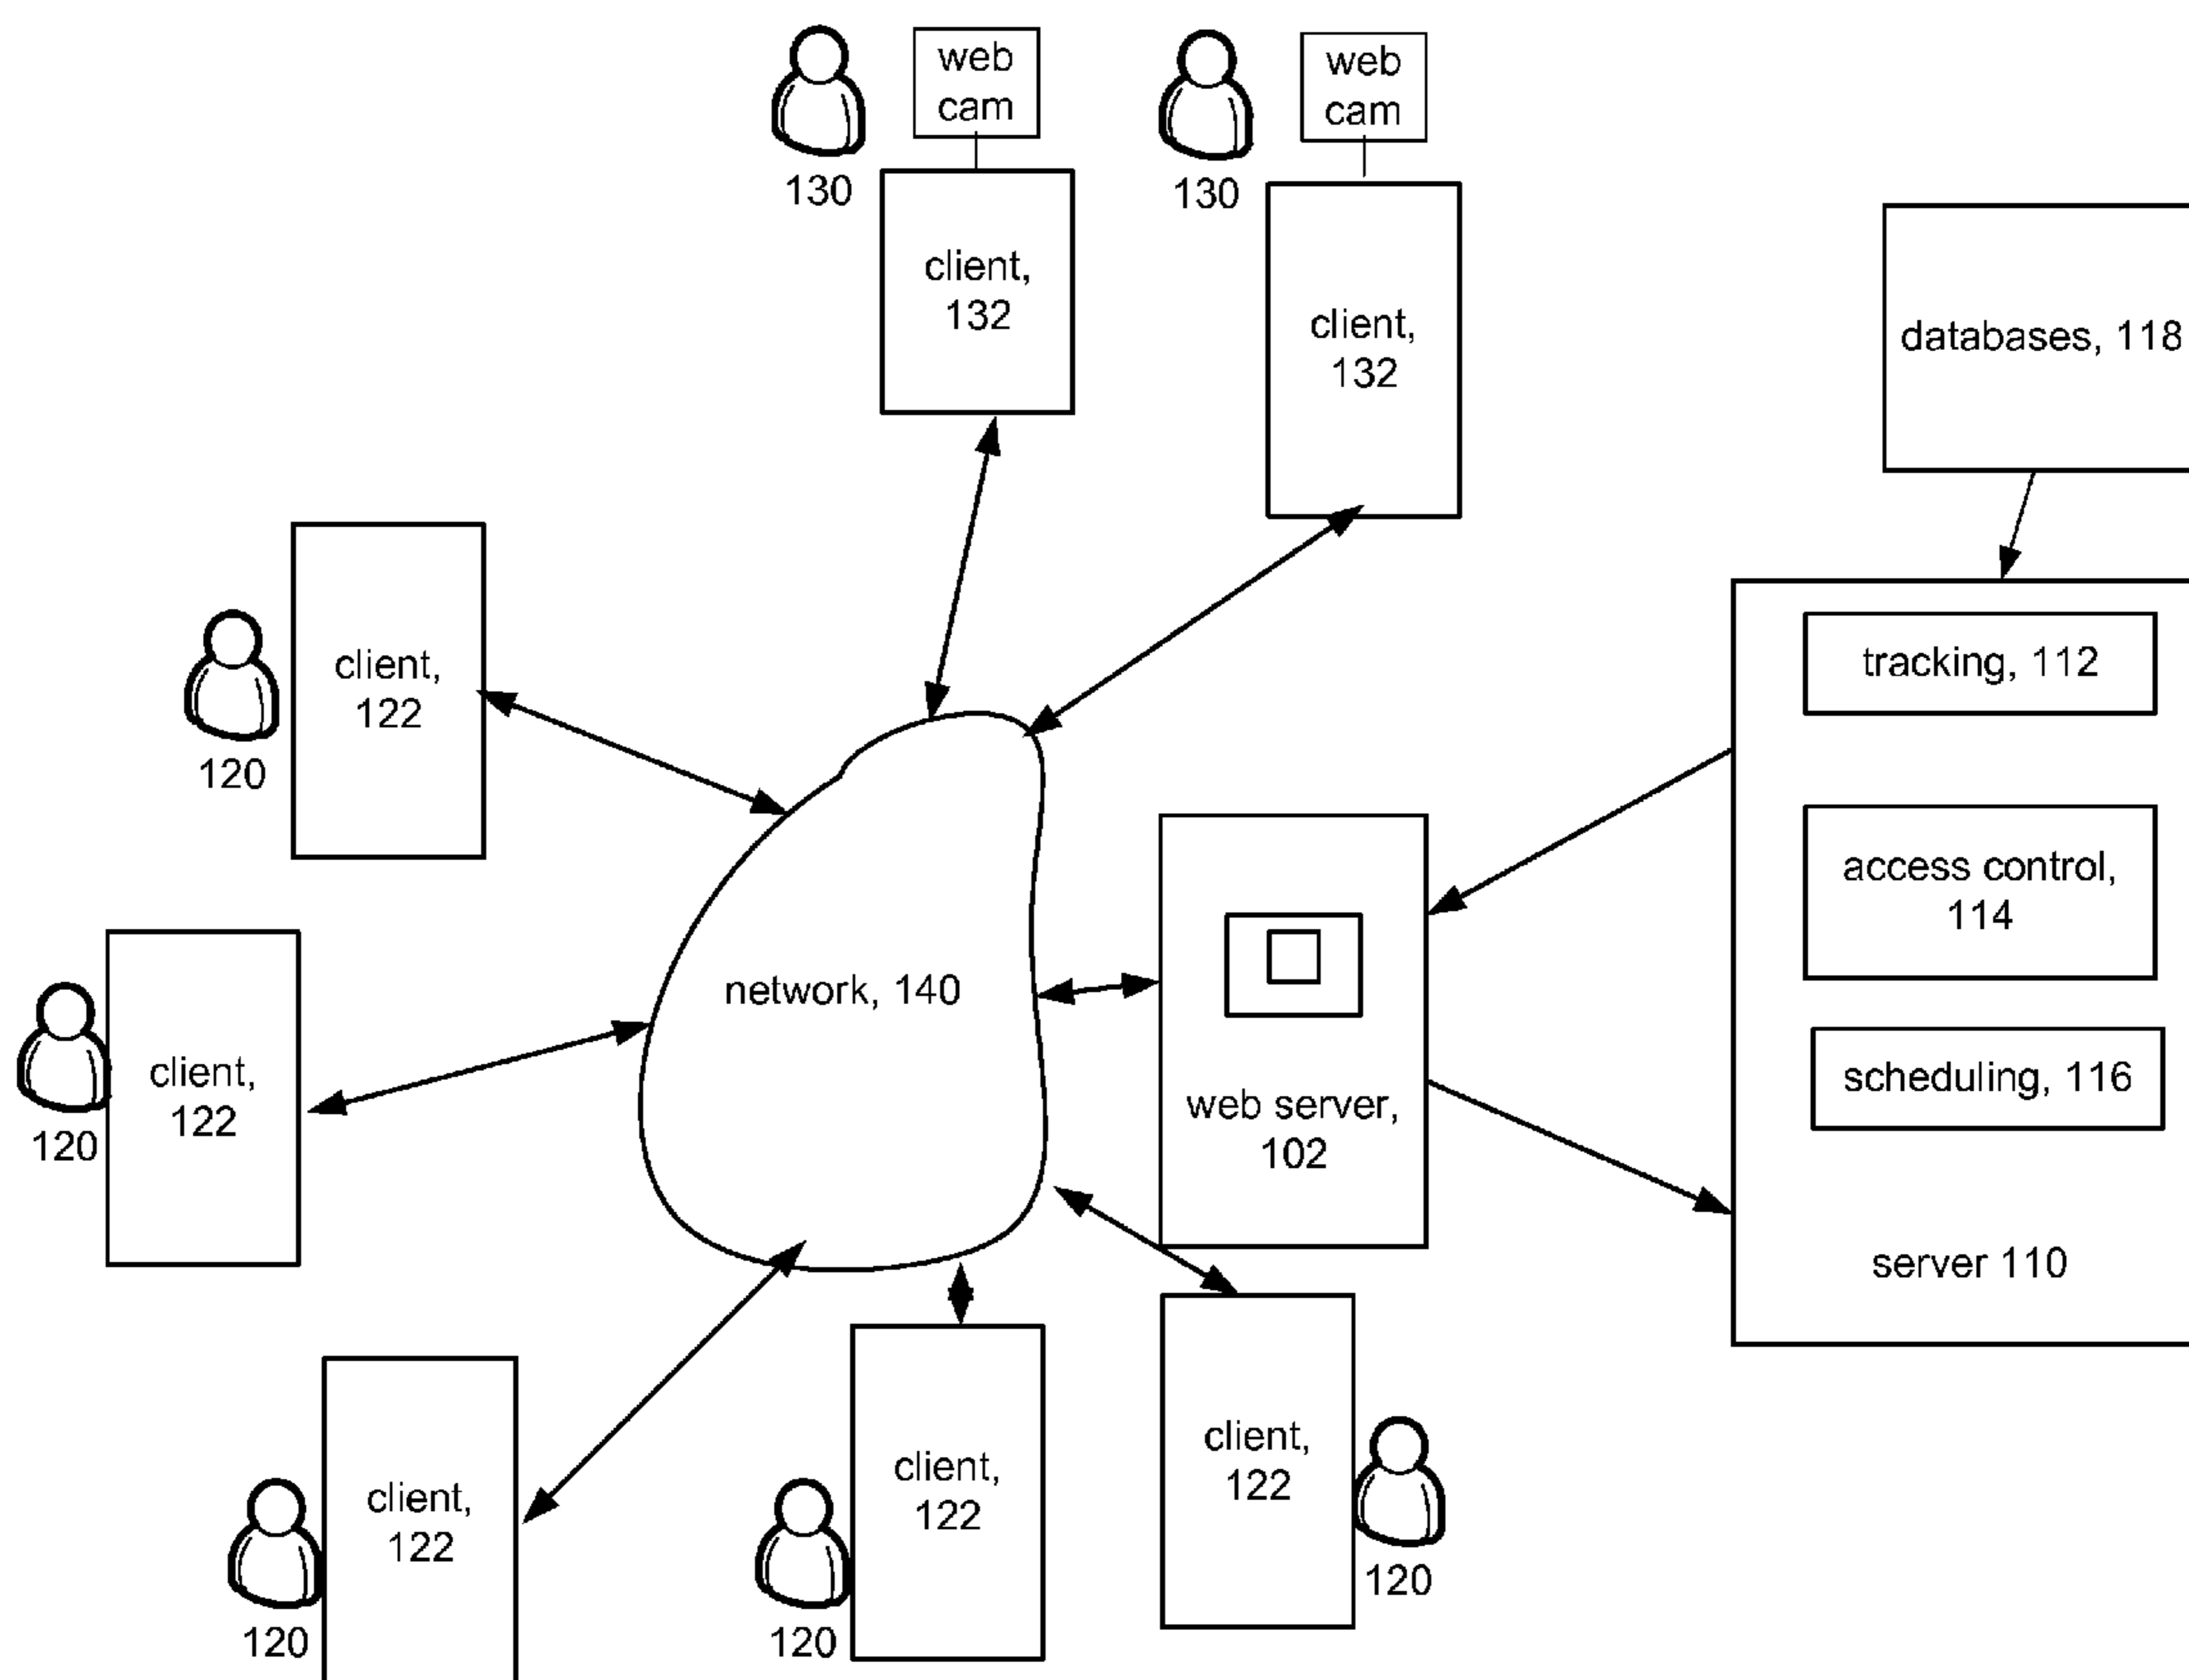 web
cam
web
cam
130
130
client,
132
client,
132
databases, 118
client,
122
tracking, 112
120
access control,
114
network, 140
client,
122
scheduling, 116
web server,
102
120
server 110
client,
122
client,
122
client,
122
120
120
120